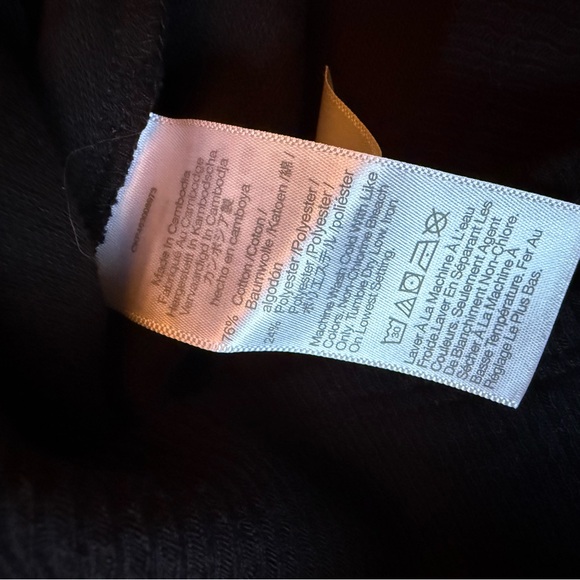 Made In Cambodia
Fabriqué Au Cambodge
Hergestellt In Kambodscha
Vervaardigd In Cambodja
カンボジア製
hecho en camboya
76% Cotton / Coton /
Baumwolle / Katoen / 綿 /
algodón
24% Polyester / Polyester /
Polyester / Polyester /
ポリエステル / poliéster
Machine Wash Cold With Like
Colors. Non-Chlorine Bleach
Only. Tumble Dry Low. Iron
On Lowest Setting.
Laver À La Machine À L'eau
Froide. Laver En Séparant Les
Couleurs. Seulement Agent
De Blanchiment Non-Chlore.
Sécher À La Machine À
Basse Température. Fer Au
Réglage Le Plus Bas.